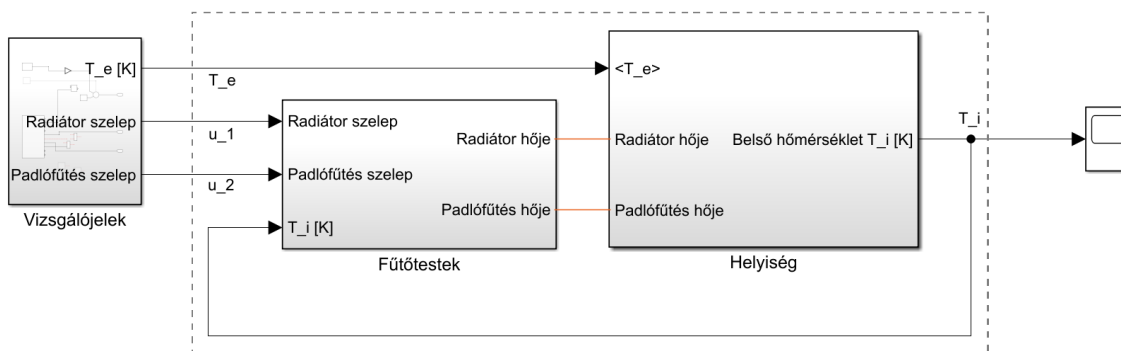 T_e [K]
Radiátor szelep
Padlófűtés szelep
Vizsgálójelek
T_e
u_1
u_2
Radiátor szelep
Padlófűtés szelep
T_i [K]
Radiátor hője
Padlófűtés hője
Fűtőtestek
<T_e>
Radiátor hője
Padlófűtés hője
Belső hőmérséklet T_i [K]
Helyiség
T_i